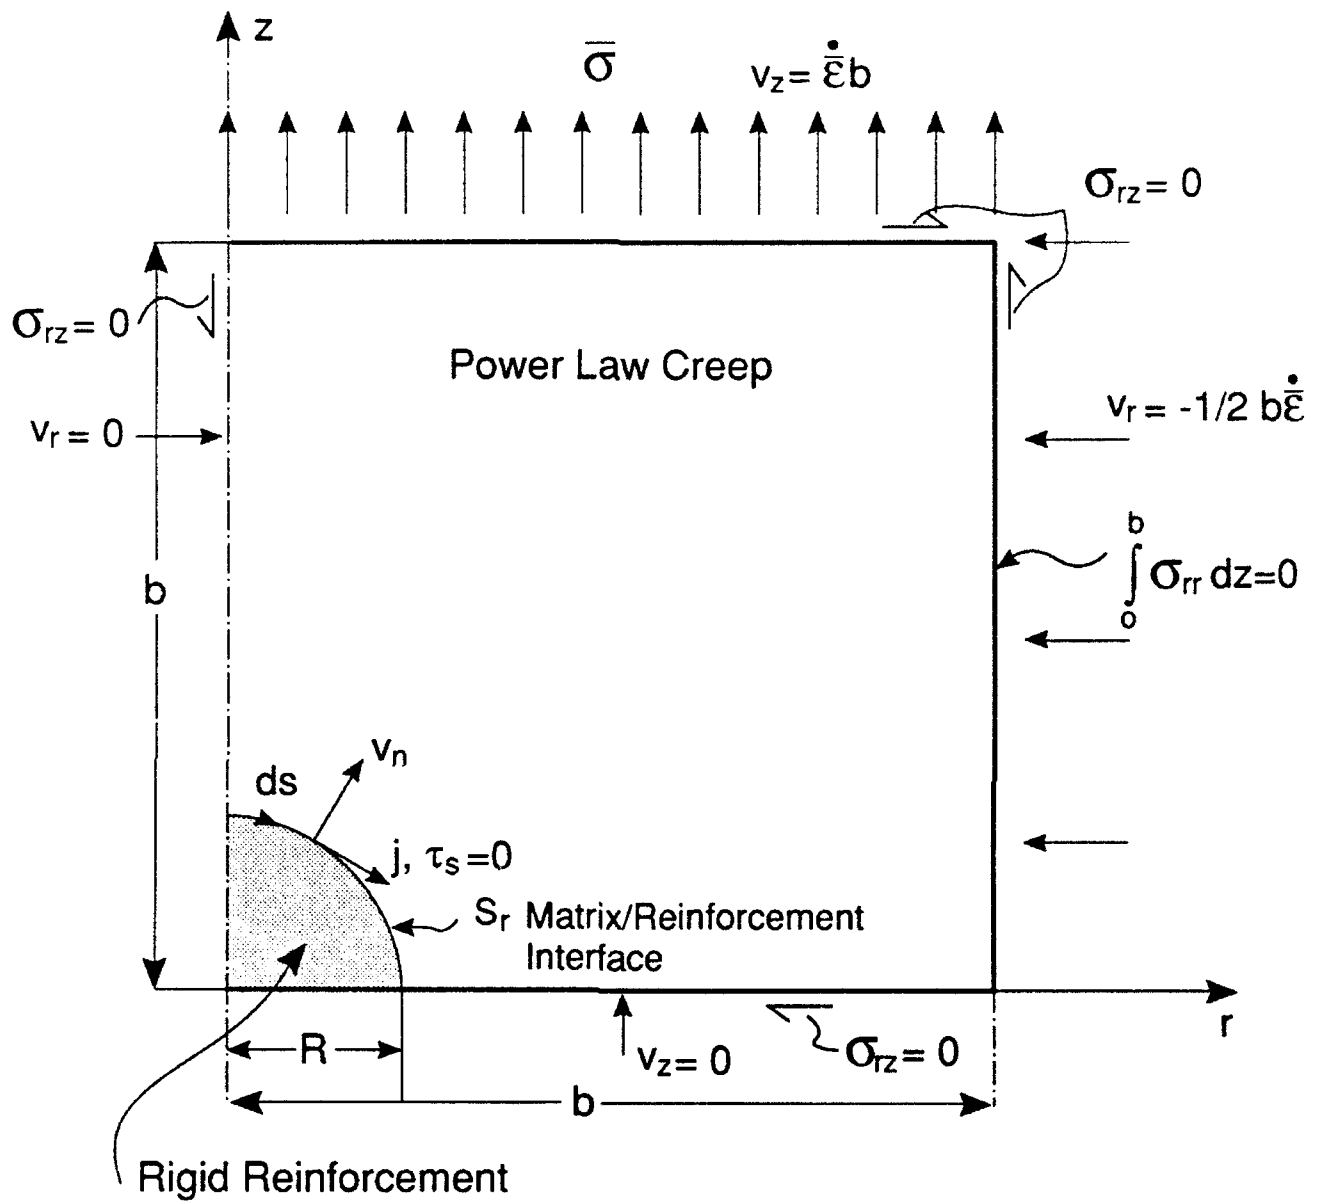 z
σ̅
v_z = ε̅̇b
σ_rz = 0
σ_rz = 0
Power Law Creep
v_r = 0
v_r = -1/2 bε̅̇
b
∫ σ_rr dz=0
o
b
v_n
ds
j, τ_s =0
S_r Matrix/Reinforcement
Interface
R
v_z = 0
σ_rz = 0
r
b
Rigid Reinforcement